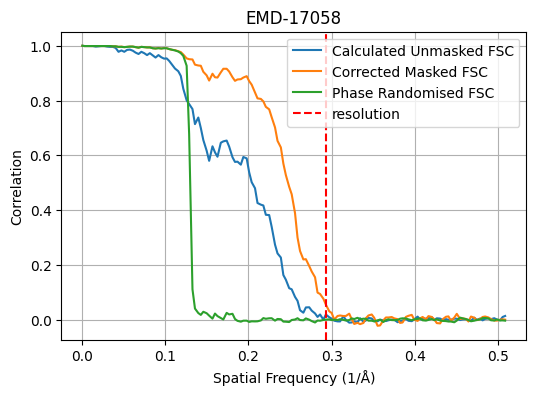 EMD-17058
Calculated Unmasked FSC
Corrected Masked FSC
Phase Randomised FSC
resolution
Correlation
1.0
0.8
0.6
0.4
0.2
0.0
0.0 0.1 0.2 0.3 0.4 0.5
Spatial Frequency (1/Å)